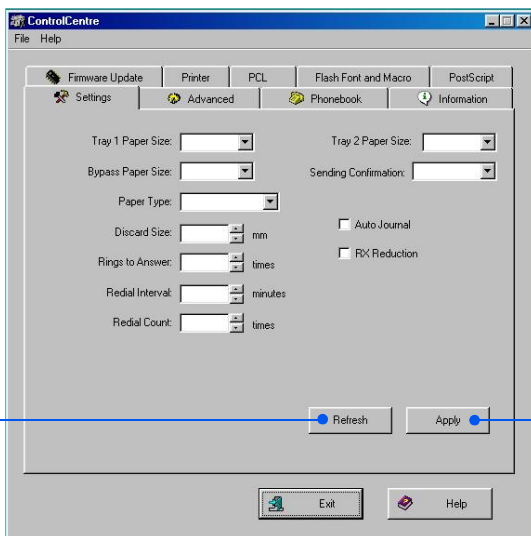 ControlCentre
File Help
Firmware Update Printer PCL Flash Font and Macro PostScript
Settings Advanced Phonebook Information
Tray 1 Paper Size: Tray 2 Paper Size:
Bypass Paper Size: Sending Confirmation:
Paper Type:
Discard Size: mm Auto Journal
Rings to Answer: times RX Reduction
Redial Interval: minutes
Redial Count: times
Refresh Apply
Exit Help